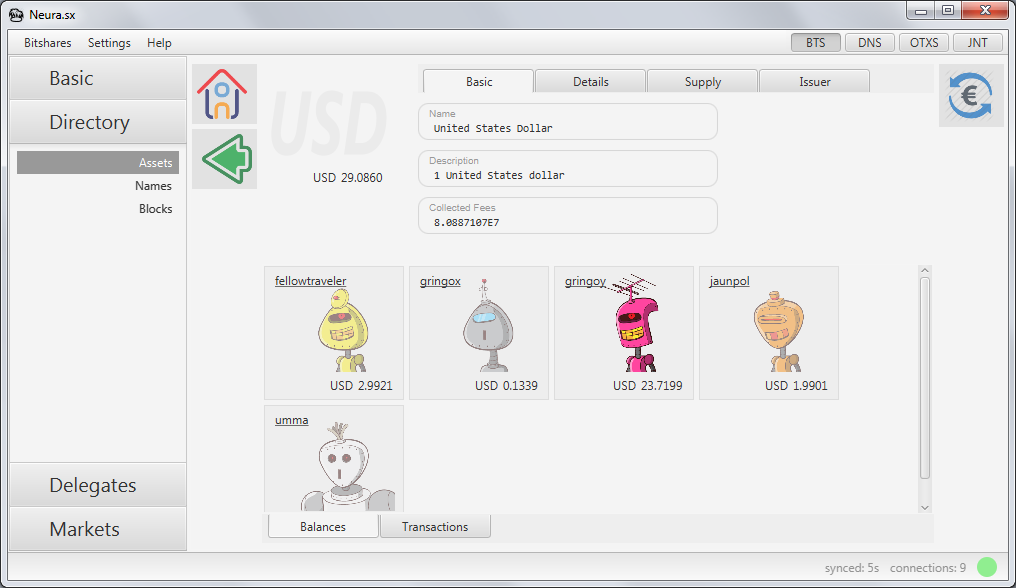 Neura.sx
Bitshares Settings Help
BTS DNS OTXS JNT
Basic
Directory
Assets
Names
Blocks
Delegates
Markets
USD
USD 29.0860
Basic Details Supply Issuer
Name
United States Dollar
Description
1 United States dollar
Collected Fees
8.0887107E7
€
fellowtraveler
USD 2.9921
gringox
USD 0.1339
gringoy
USD 23.7199
jaunpol
USD 1.9901
umma
Balances Transactions
synced: 5s connections: 9